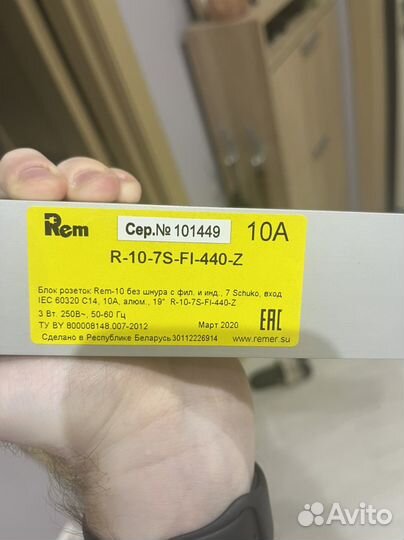 Rem
Сер.№ 101449
10A
R-10-7S-FI-440-Z
Блок розеток Rem-10 без шнура с фил. и инд., 7 Schuko, вход
IEC 60320 C14, 10A, алюм., 19" R-10-7S-FI-440-Z
3 Вт. 250В~, 50-60 Гц
ТУ BY 800008148.007-2012
Март 2020
EAC
Сделано в Республике Беларусь 30112226914
www.remer.su
Avito